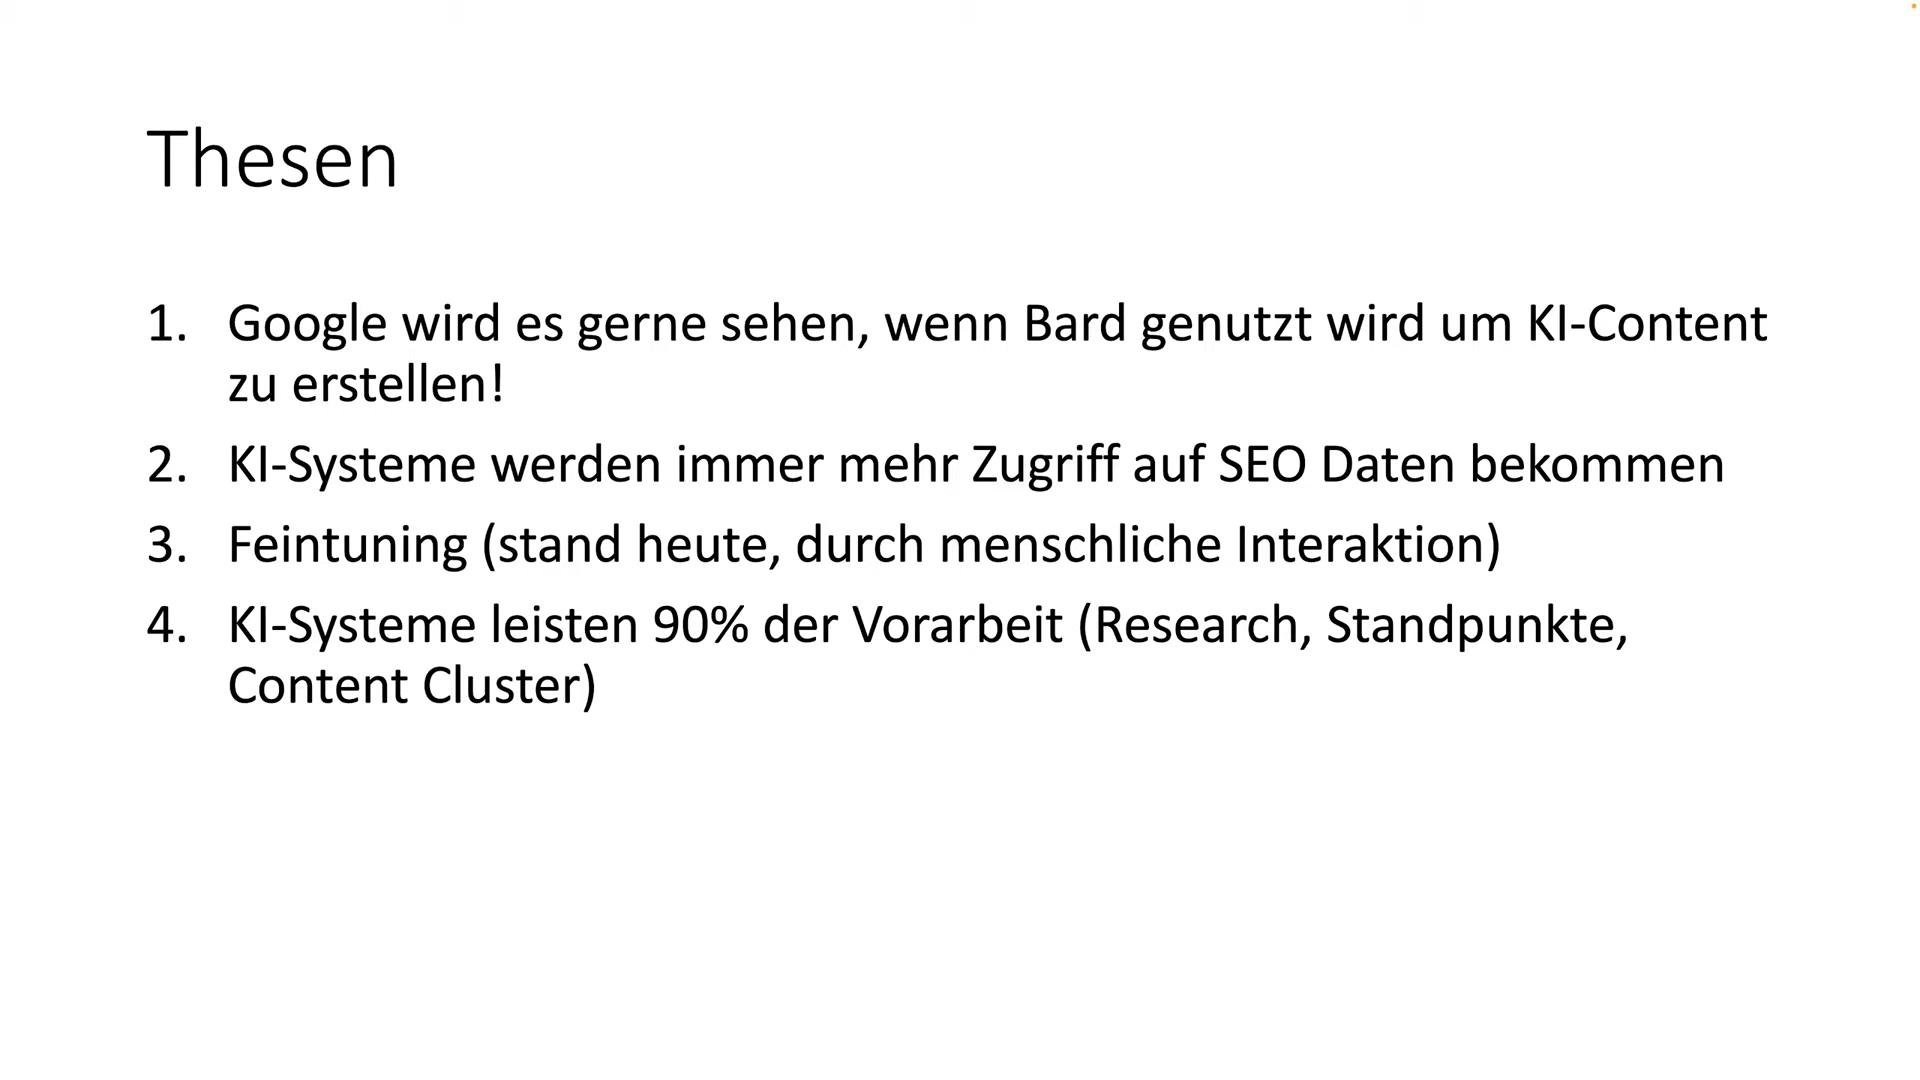 Thesen
1. Google wird es gerne sehen, wenn Bard genutzt wird um KI-Content
zu erstellen!
2. KI-Systeme werden immer mehr Zugriff auf SEO Daten bekommen
3. Feintuning (stand heute, durch menschliche Interaktion)
4. KI-Systeme leisten 90% der Vorarbeit (Research, Standpunkte,
Content Cluster)